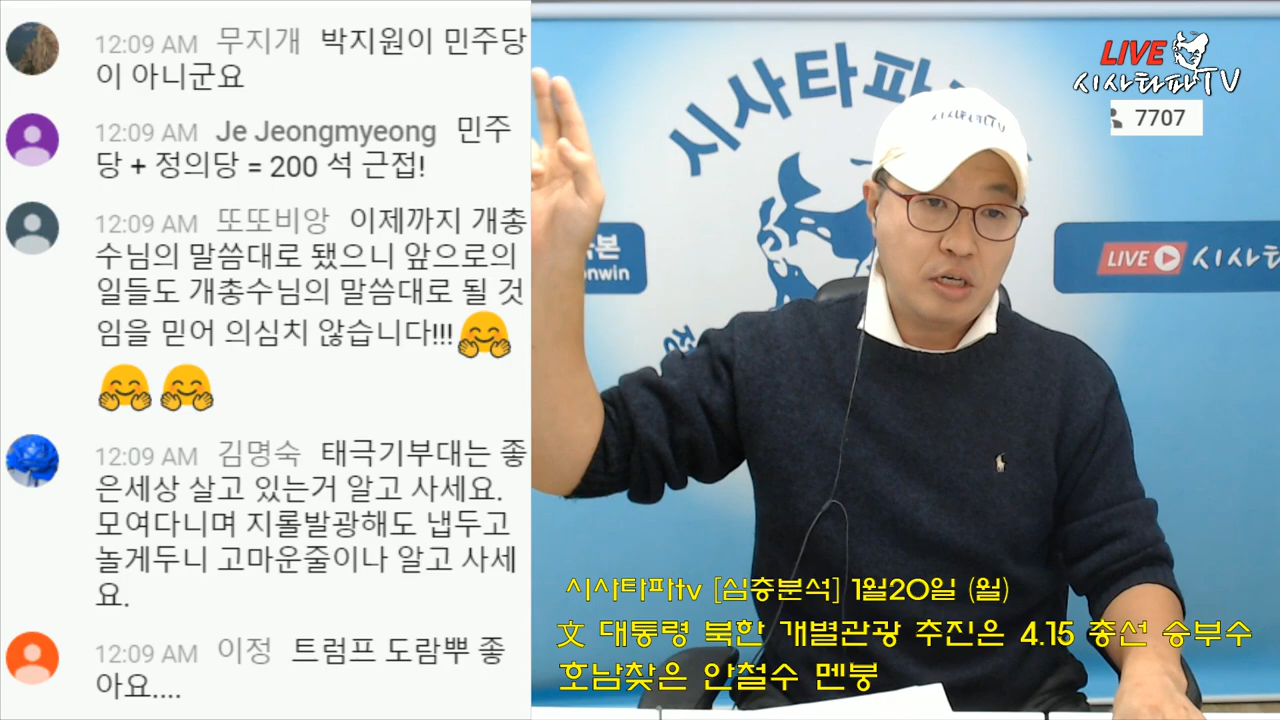 12:09 AM 무지개 박지원이 민주당
이 아니군요
12:09 AM Je Jeongmyeong 민주
당 + 정의당 = 200 석 근접!
12:09 AM 또또비앙 이제까지 개총
수님의 말씀대로 됐으니 앞으로의
일들도 개총수님의 말씀대로 될 것
임을 믿어 의심치 않습니다!!!🤗
🤗🤗
12:09 AM 김명숙 태극기부대는 좋
은세상 살고 있는거 알고 사세요.
모여다니며 지롤발광해도 냅두고
놀게두니 고마운줄이나 알고 사세
요.
12:09 AM 이정 트럼프 도람뿌 좋
아요....
LIVE
시사타파TV
7707
시사타파
시사타파TV
본
nwin
LIVE 시사타
정
시사타파tv [심층분석] 1월20일 (월)
文 대통령 북한 개별관광 추진은 4.15 총선 승부수
호남찾은 안철수 멘붕